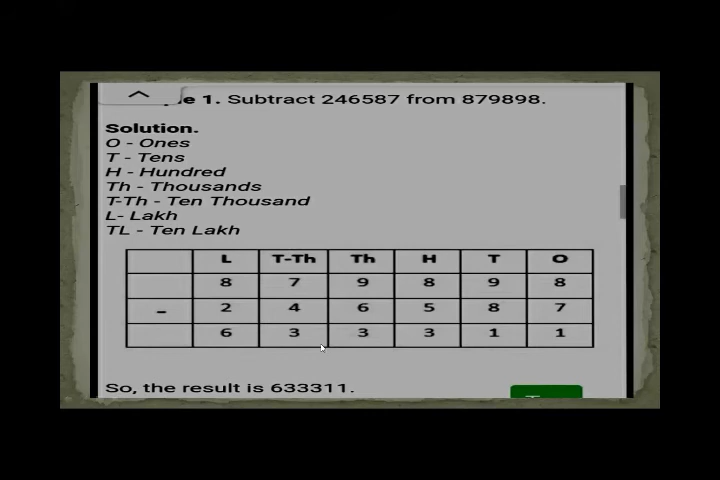 e 1. Subtract 246587 from 879898.
Solution.
O - Ones
T - Tens
H - Hundred
Th - Thousands
T-Th - Ten Thousand
L- Lakh
TL - Ten Lakh
L T-Th Th H T O
8 7 9 8 9 8
- 2 4 6 5 8 7
6 3 3 3 1 1
So, the result is 633311.